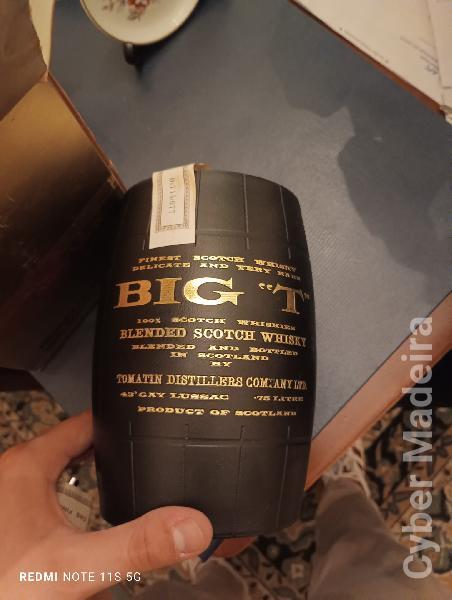 FINEST SCOTCH WHISKY
DELICATE AND VERY RARE
BIG "T"
100% SCOTCH WHISKIES
BLENDED SCOTCH WHISKY
BLENDED AND BOTTLED
IN SCOTLAND
BY
TOMATIN DISTILLERS COMPANY LTD.
43° GAY LUSSAC ·75 LITRE
PRODUCT OF SCOTLAND
Cyber Madeira
REDMI NOTE 11S 5G